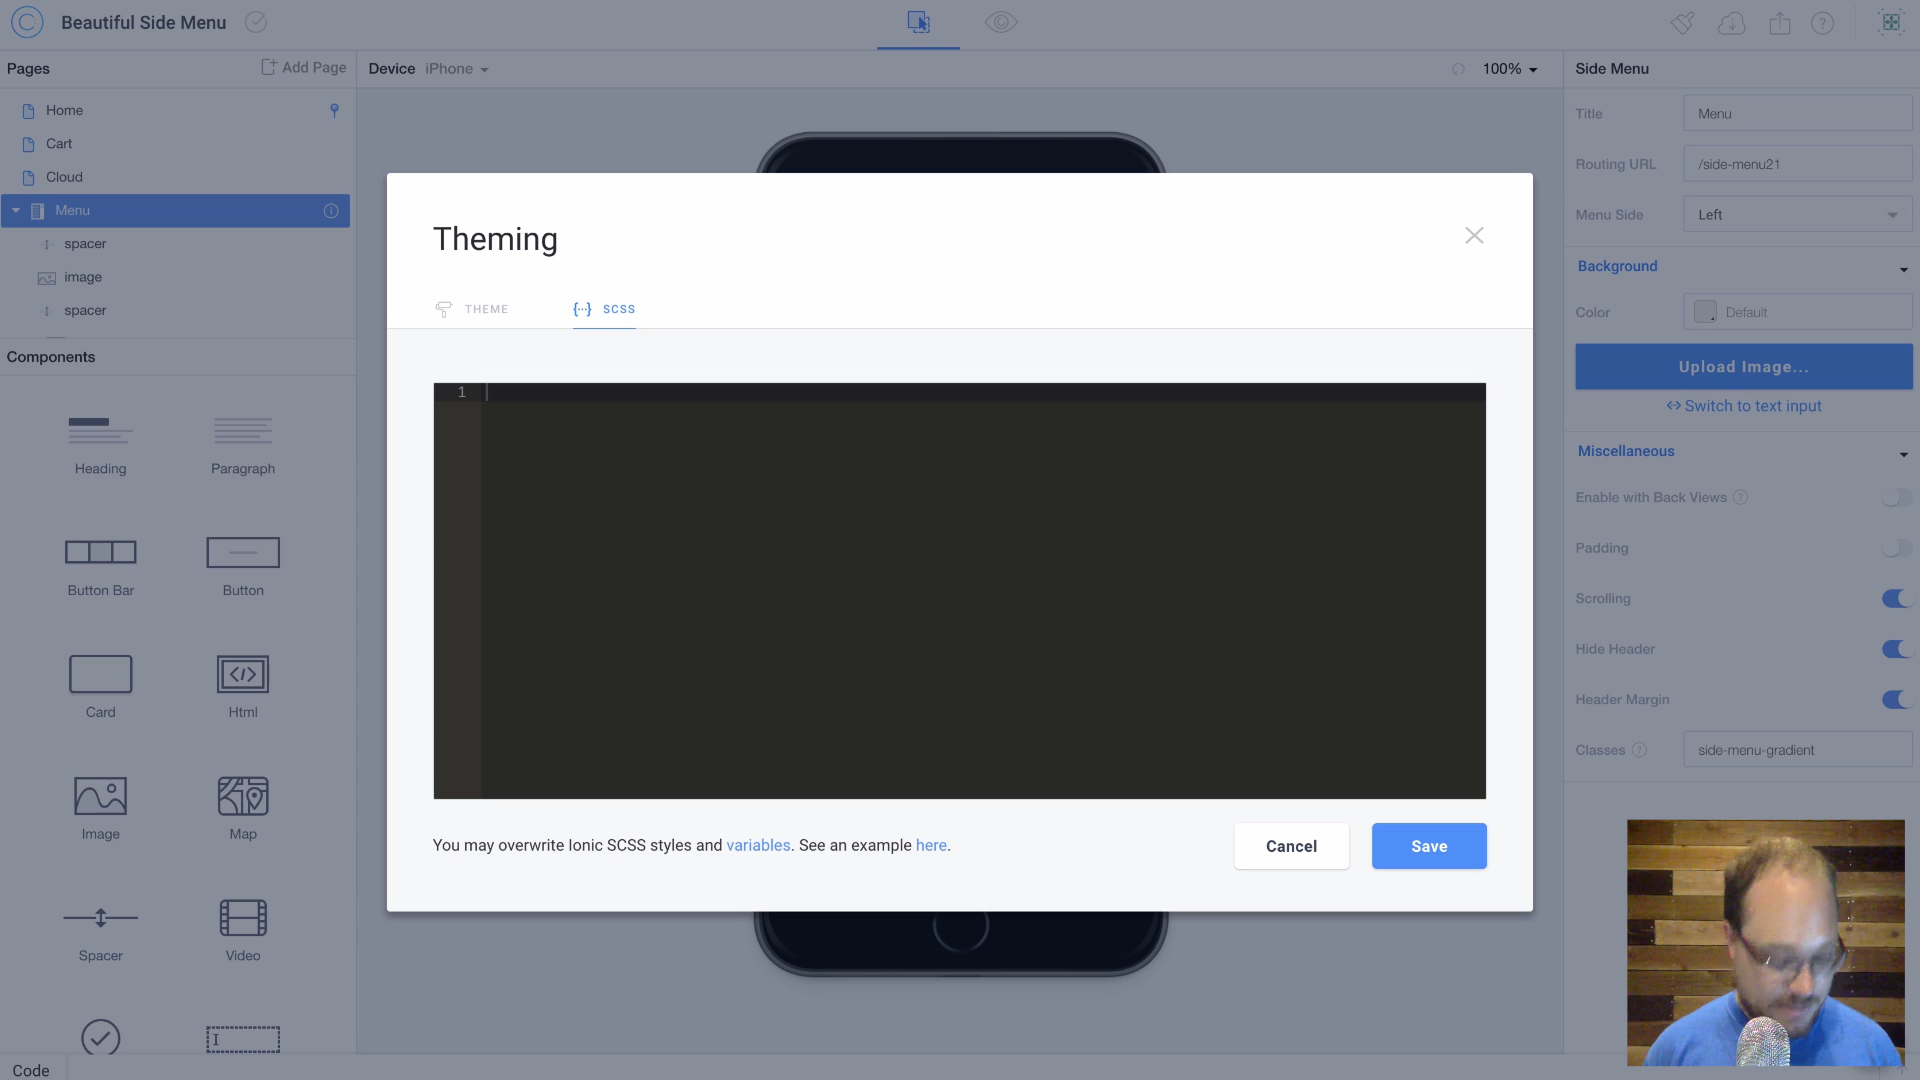 Beautiful Side Menu
Pages
Add Page
Home
Cart
Cloud
Menu
spacer
image
spacer
Components
Heading
Paragraph
Button Bar
Button
Card
Html
Image
Map
Spacer
Video
Code
Device iPhone
100%
Theming
THEME
{···} SCSS
1
You may overwrite Ionic SCSS styles and variables. See an example here.
Cancel
Save
Side Menu
Title Menu
Routing URL /side-menu21
Menu Side Left
Background
Color Default
Upload Image...
Switch to text input
Miscellaneous
Enable with Back Views ?
Padding
Scrolling
Hide Header
Header Margin
Classes ? side-menu-gradient